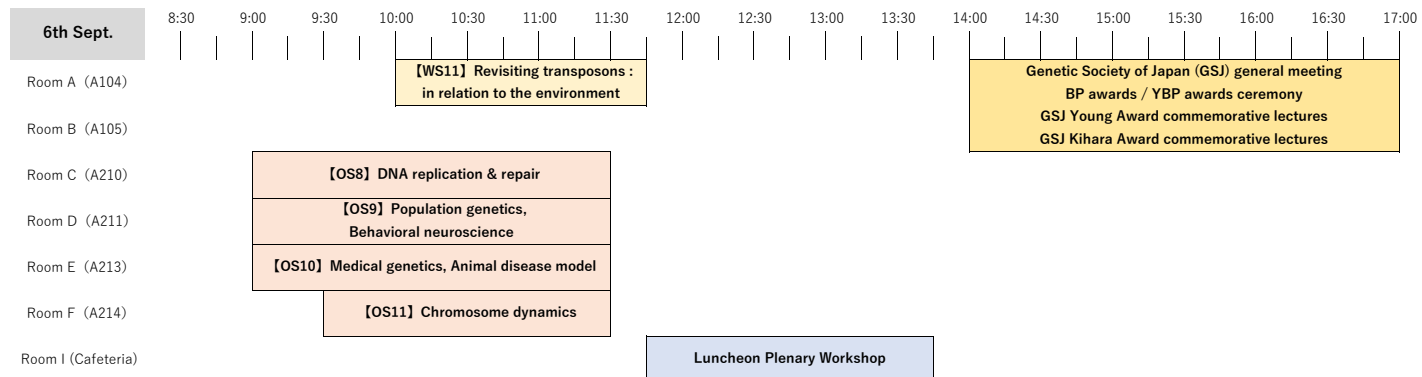 6th Sept.
8:30 9:00 9:30 10:00 10:30 11:00 11:30 12:00 12:30 13:00 13:30 14:00 14:30 15:00 15:30 16:00 16:30 17:00
Room A（A104）
【WS11】Revisiting transposons :
in relation to the environment
Genetic Society of Japan (GSJ) general meeting
BP awards / YBP awards ceremony
GSJ Young Award commemorative lectures
GSJ Kihara Award commemorative lectures
Room B（A105）
Room C（A210）
【OS8】DNA replication & repair
Room D（A211）
【OS9】Population genetics,
Behavioral neuroscience
Room E（A213）
【OS10】Medical genetics, Animal disease model
Room F（A214）
【OS11】Chromosome dynamics
Room I (Cafeteria)
Luncheon Plenary Workshop